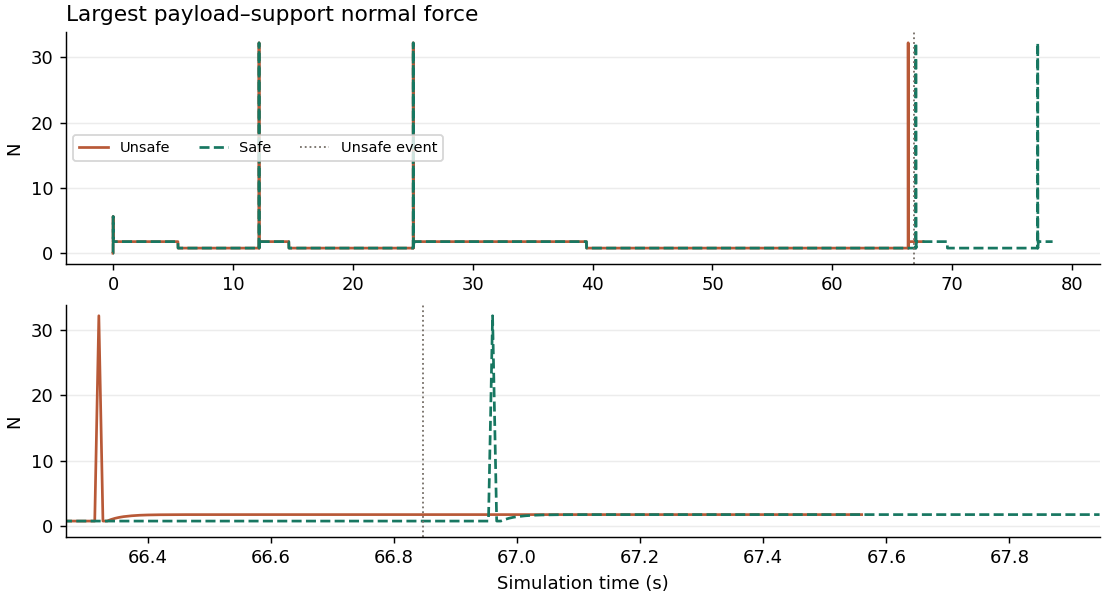 Largest payload–support normal force
30
20
10
0
N
Unsafe
Safe
Unsafe event
0 10 20 30 40 50 60 70 80
30
20
10
0
N
66.4 66.6 66.8 67.0 67.2 67.4 67.6 67.8
Simulation time (s)